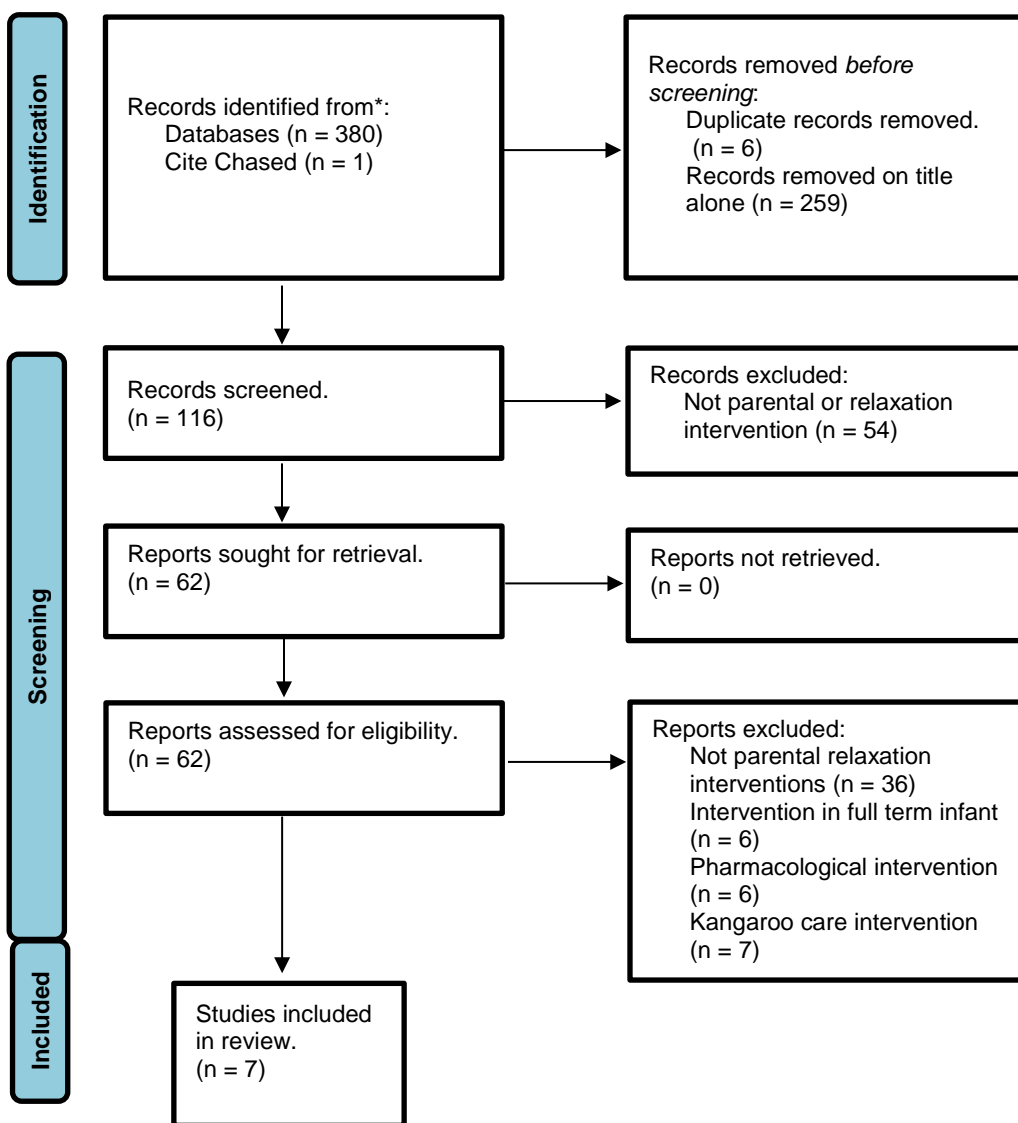 Identification
Records identified from*:
Databases (n = 380)
Cite Chased (n = 1)
Records removed before
screening:
Duplicate records removed.
(n = 6)
Records removed on title
alone (n = 259)
Screening
Records screened.
(n = 116)
Records excluded:
Not parental or relaxation
intervention (n = 54)
Reports sought for retrieval.
(n = 62)
Reports not retrieved.
(n = 0)
Reports assessed for eligibility.
(n = 62)
Reports excluded:
Not parental relaxation
interventions (n = 36)
Intervention in full term infant
(n = 6)
Pharmacological intervention
(n = 6)
Kangaroo care intervention
(n = 7)
Included
Studies included
in review.
(n = 7)